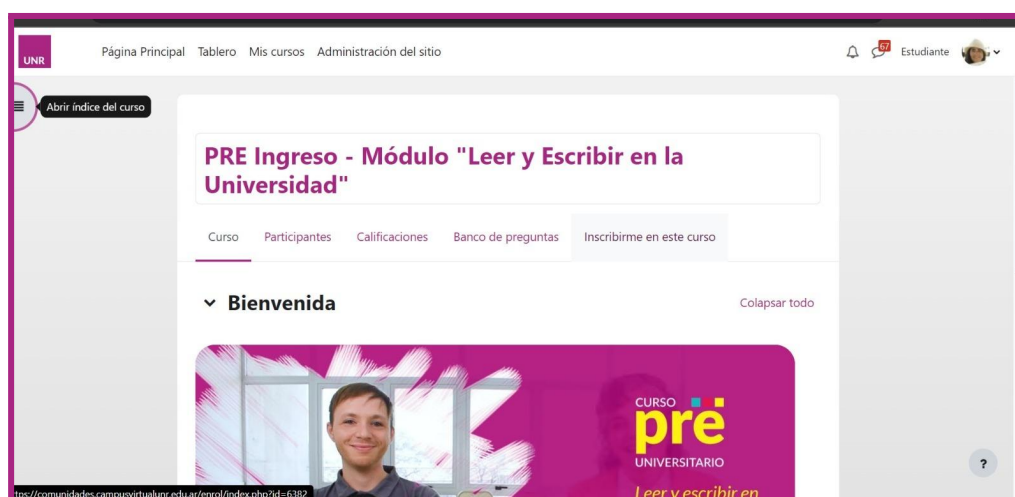 UNR
Página Principal Tablero Mis cursos Administración del sitio
67
Estudiante
Abrir índice del curso
PRE Ingreso - Módulo "Leer y Escribir en la
Universidad"
Curso Participantes Calificaciones Banco de preguntas Inscribirme en este curso
Bienvenida
Colapsar todo
CURSO
pre
UNIVERSITARIO
Leer y escribir en
?
ttps://comunidades.campusvirtualunr.edu.ar/enrol/index.php?id=6382